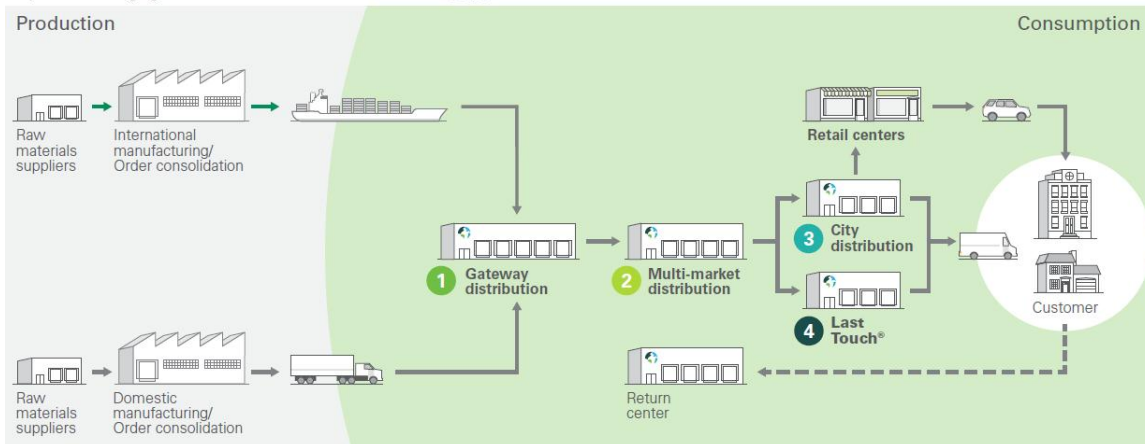 Production
Consumption
Raw
materials
suppliers
International
manufacturing/
Order consolidation
Retail centers
1 Gateway
distribution
2 Multi-market
distribution
3 City
distribution
4 Last
Touch®
Customer
Raw
materials
suppliers
Domestic
manufacturing/
Order consolidation
Return
center